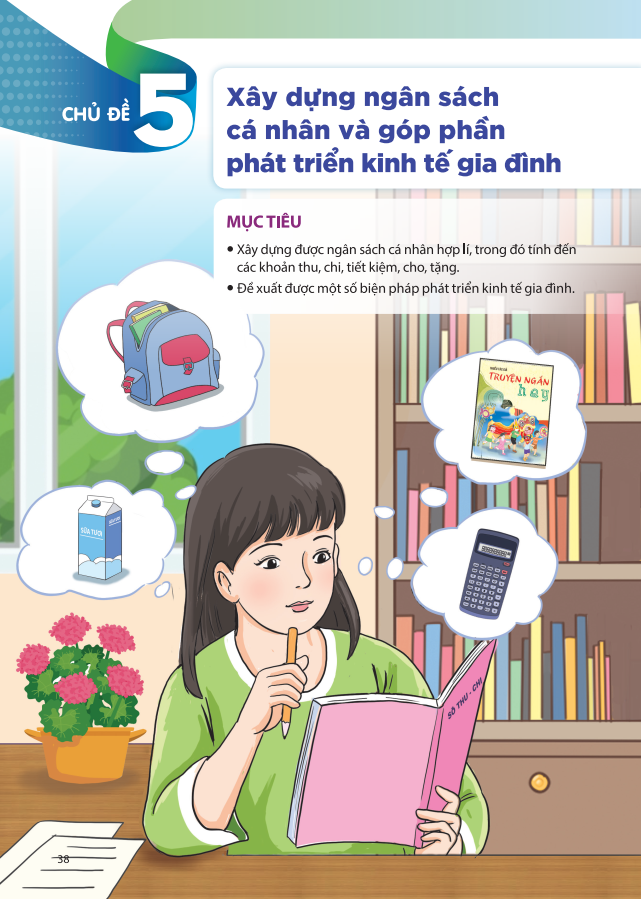 CHỦ ĐỀ 5
Xây dựng ngân sách
cá nhân và góp phần
phát triển kinh tế gia đình
MỤC TIÊU
• Xây dựng được ngân sách cá nhân hợp lí, trong đó tính đến
các khoản thu, chi, tiết kiệm, cho, tặng.
• Đề xuất được một số biện pháp phát triển kinh tế gia đình.
TRUYỆN NGẮN
hay
SỮA TƯƠI
SỔ THU - CHI
38